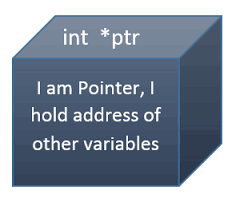 int *ptr
I am Pointer, I
hold address of
other variables